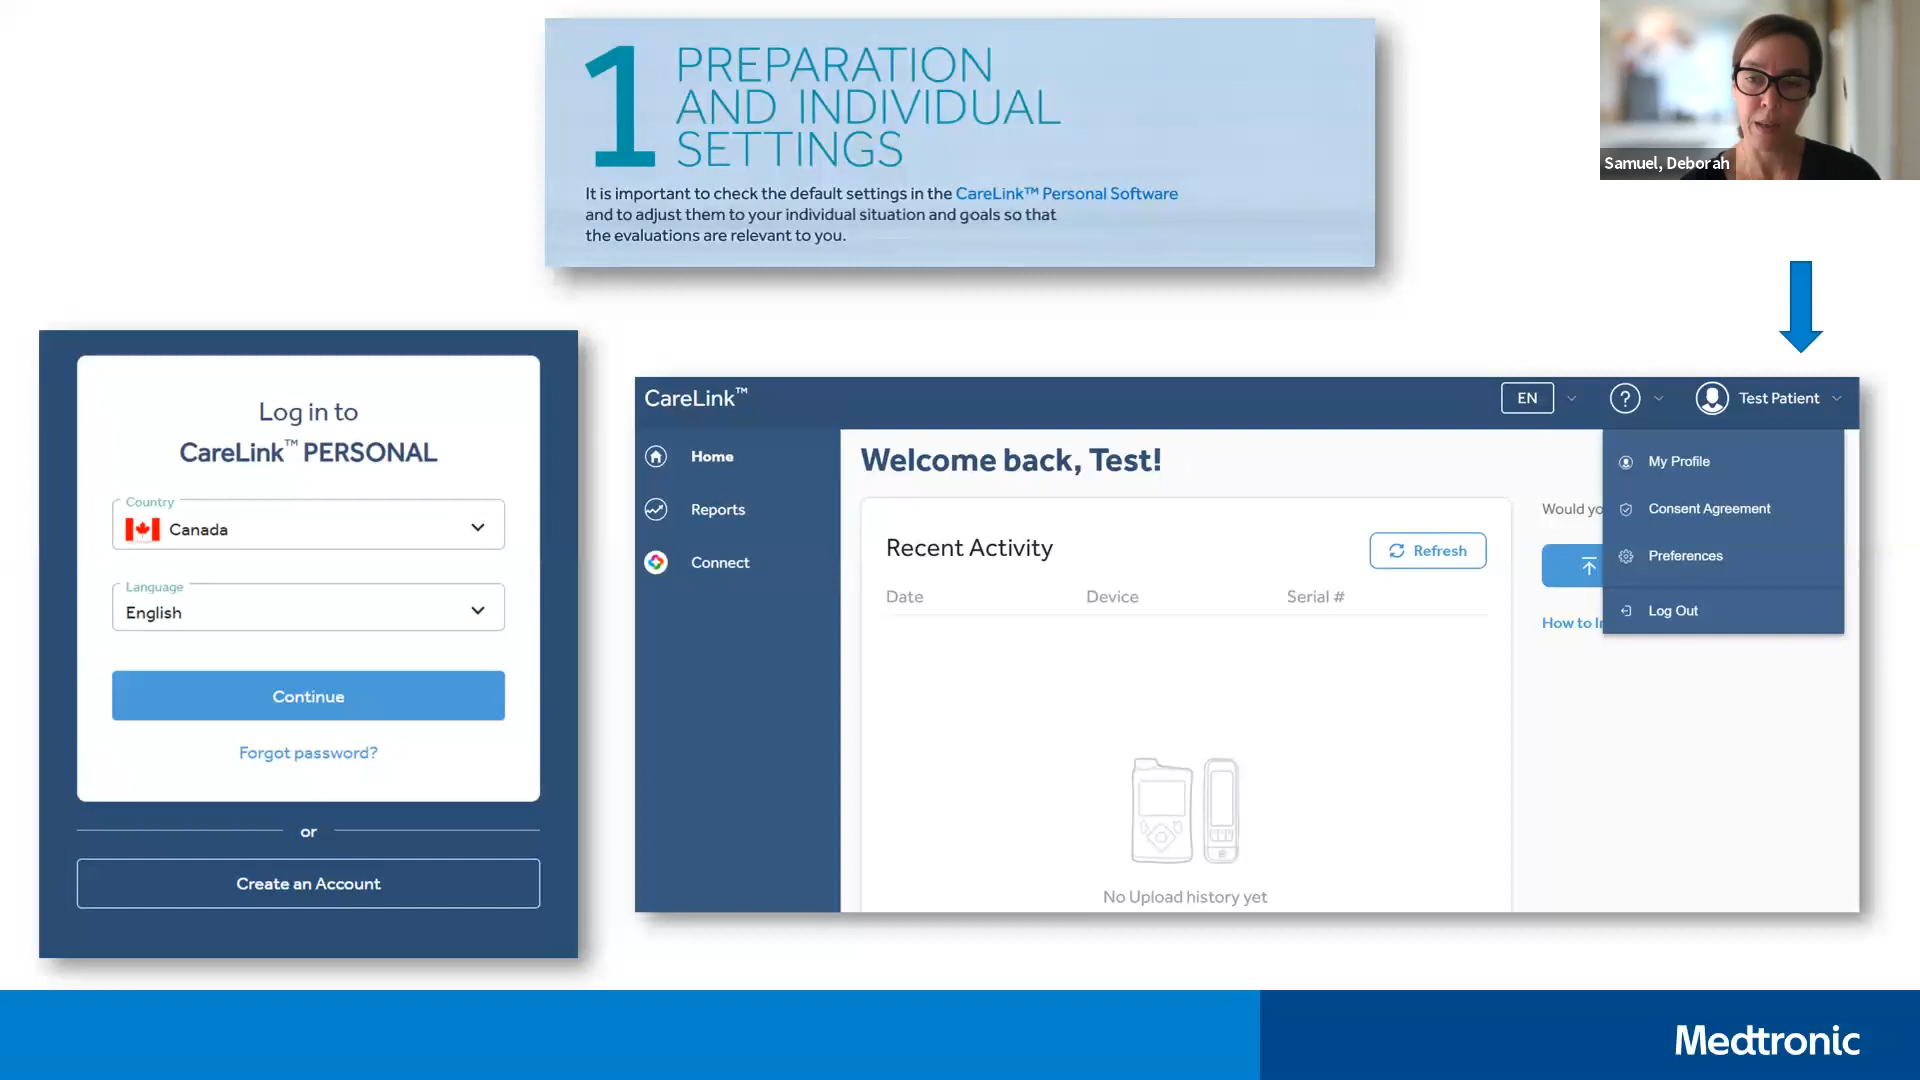 1 PREPARATION
AND INDIVIDUAL
SETTINGS
It is important to check the default settings in the CareLink™ Personal Software
and to adjust them to your individual situation and goals so that
the evaluations are relevant to you.
Samuel, Deborah
Log in to
CareLink™ PERSONAL
Country
Canada
Language
English
Continue
Forgot password?
or
Create an Account
CareLink™
EN
?
Test Patient
Home
Reports
Connect
Welcome back, Test!
Recent Activity
Refresh
Date Device Serial #
No Upload history yet
Would yo
How to I
My Profile
Consent Agreement
Preferences
Log Out
Medtronic